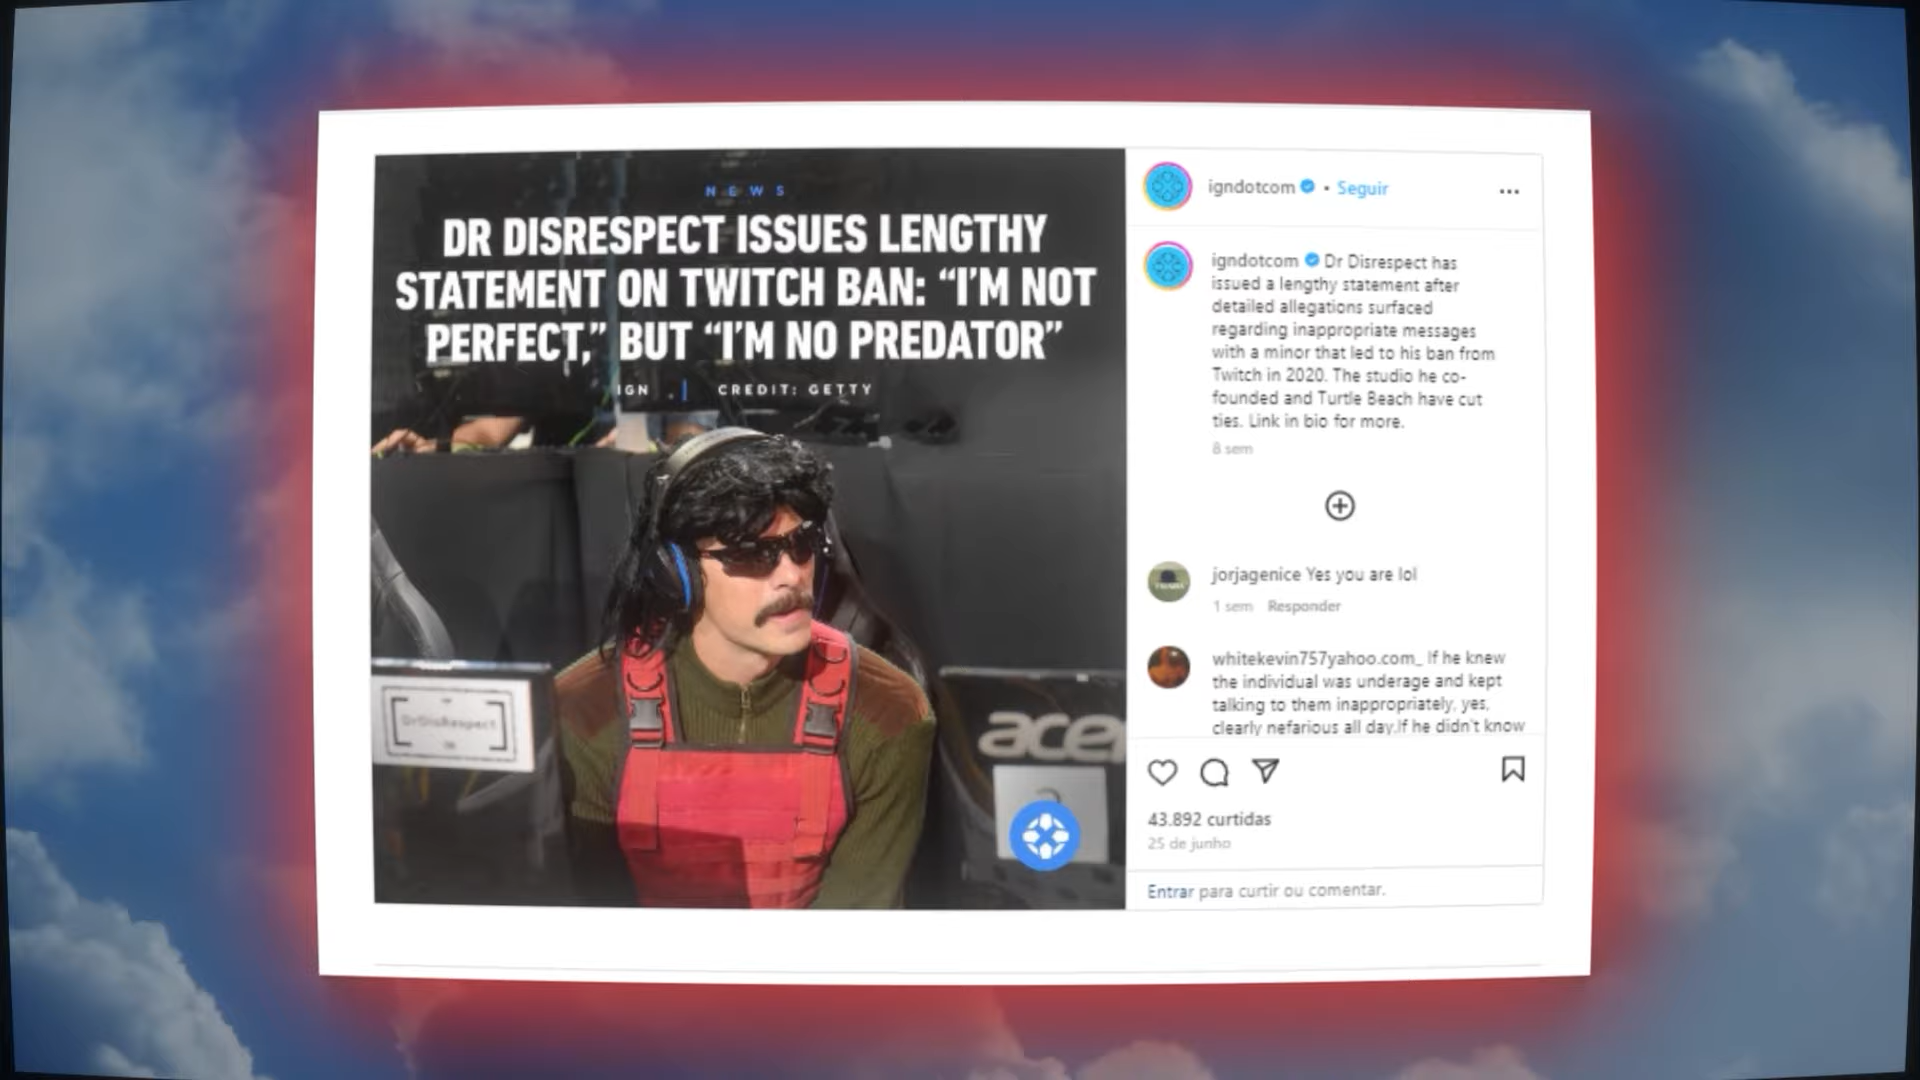 NEWS
DR DISRESPECT ISSUES LENGTHY
STATEMENT ON TWITCH BAN: “I’M NOT
PERFECT,” BUT “I’M NO PREDATOR”
IGN | CREDIT: GETTY
DrDisRespect
acer
igndotcom • Seguir
igndotcom Dr Disrespect has
issued a lengthy statement after
detailed allegations surfaced
regarding inappropriate messages
with a minor that led to his ban from
Twitch in 2020. The studio he co-
founded and Turtle Beach have cut
ties. Link in bio for more.
8 sem
jorjagenice Yes you are lol
1 sem Responder
whitekevin757yahoo.com_ If he knew
the individual was underage and kept
talking to them inappropriately, yes,
clearly nefarious all day.If he didn't know
43.892 curtidas
25 de junho
Entrar para curtir ou comentar.